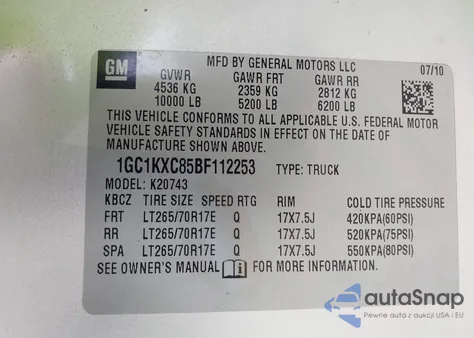 GM
MFD BY GENERAL MOTORS LLC
07/10
GVWR GAWR FRT GAWR RR
4536 KG 2359 KG 2812 KG
10000 LB 5200 LB 6200 LB
THIS VEHICLE CONFORMS TO ALL APPLICABLE U.S. FEDERAL MOTOR
VEHICLE SAFETY STANDARDS IN EFFECT ON THE DATE OF
MANUFACTURE SHOWN ABOVE.
1GC1KXC85BF112253 TYPE: TRUCK
MODEL: K20743
KBCZ TIRE SIZE SPEED RTG RIM COLD TIRE PRESSURE
FRT LT265/70R17E Q 17X7.5J 420KPA(60PSI)
RR LT265/70R17E Q 17X7.5J 520KPA(75PSI)
SPA LT265/70R17E Q 17X7.5J 550KPA(80PSI)
SEE OWNER'S MANUAL i FOR MORE INFORMATION.
autoSnap
Pewne auta z aukcji USA i EU